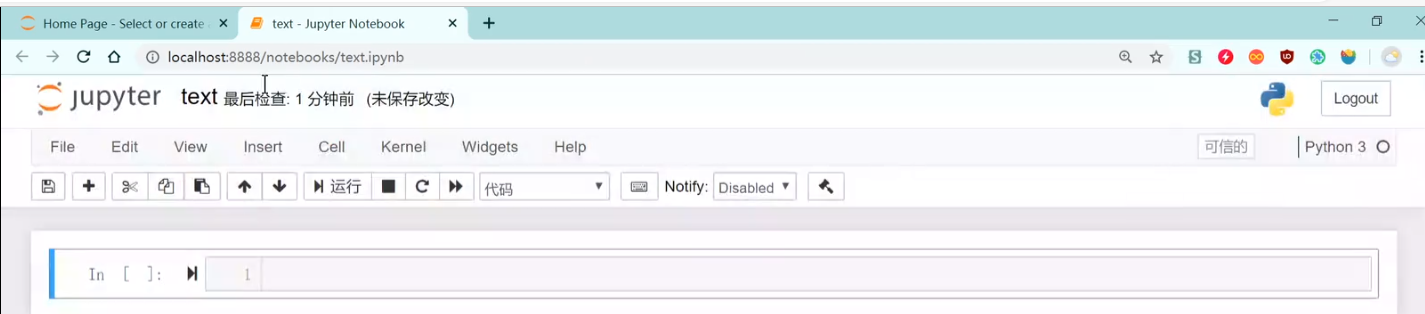 Home Page - Select or create
text - Jupyter Notebook
localhost:8888/notebooks/text.ipynb
jupyter text 最后检查: 1 分钟前 (未保存改变)
Logout
File Edit View Insert Cell Kernel Widgets Help 可信的 Python 3
运行 代码 Notify: Disabled
In [ ]: 1